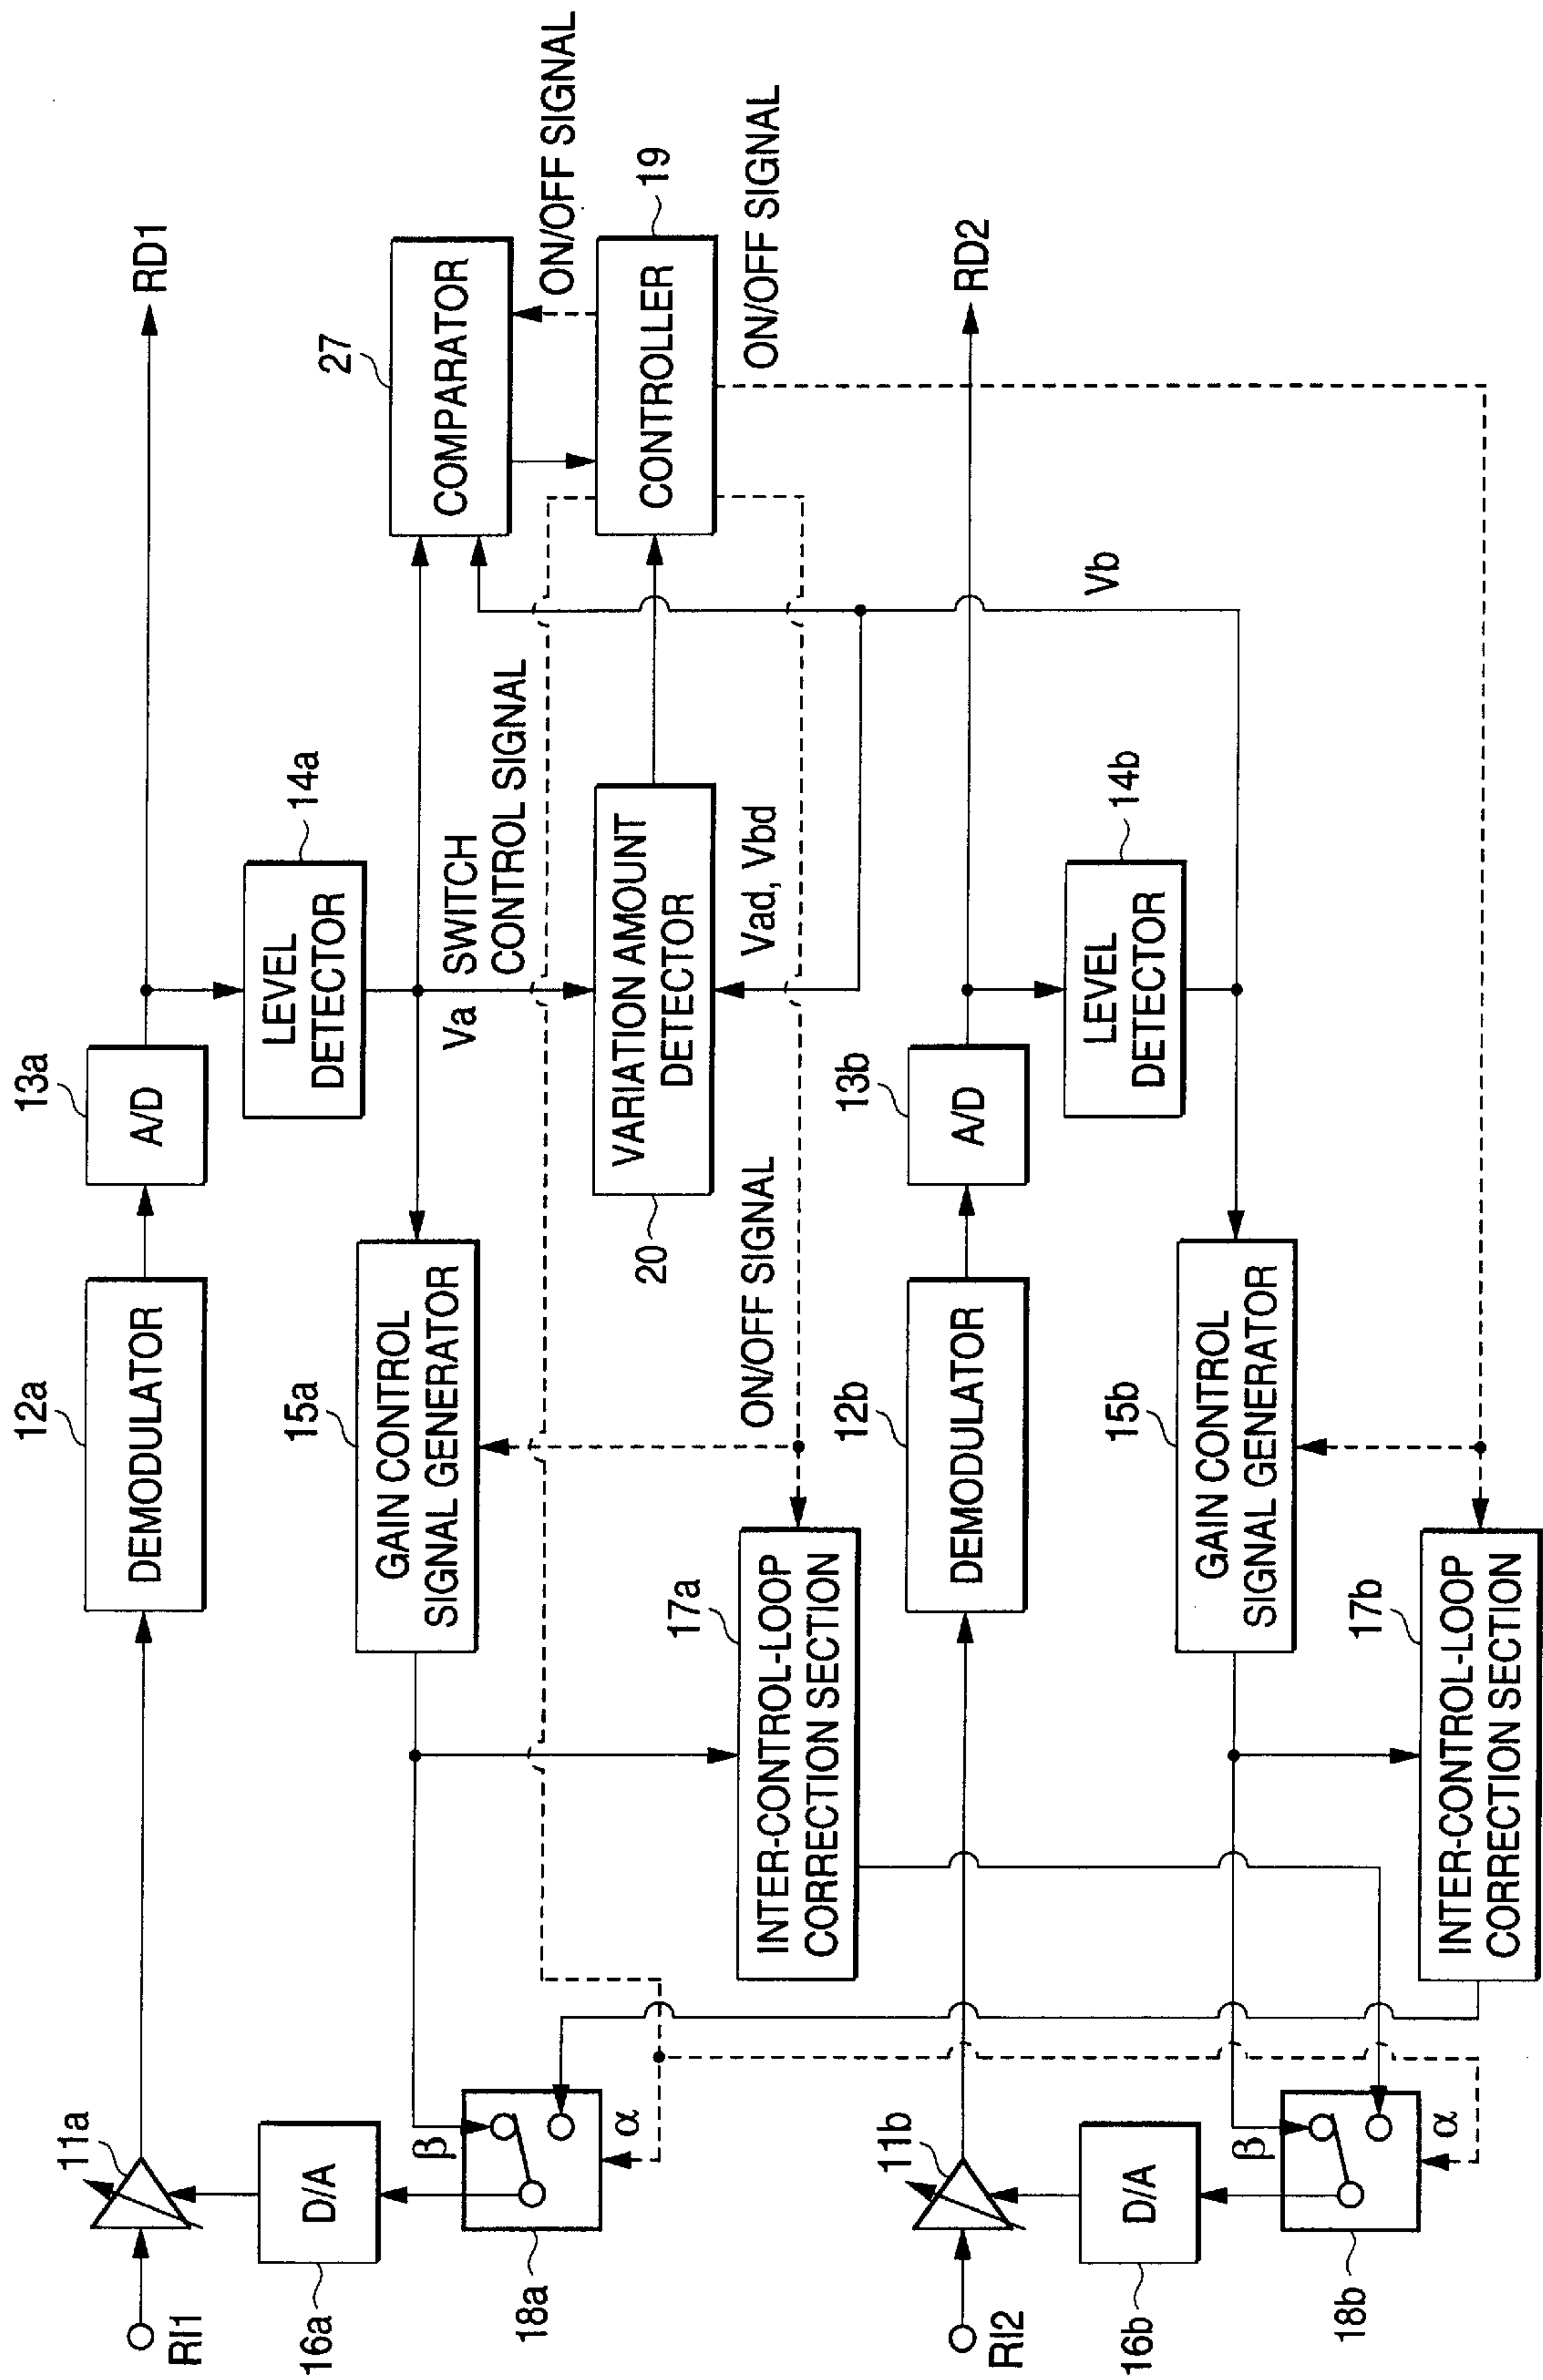 RI1
11a
12a
DEMODULATOR
13a
A/D
RD1
16a
D/A
LEVEL
DETECTOR
14a
18a
β
α
15a
GAIN CONTROL
SIGNAL GENERATOR
Va
SWITCH
CONTROL SIGNAL
27
COMPARATOR
ON/OFF SIGNAL
20
VARIATION AMOUNT
DETECTOR
CONTROLLER
19
17a
INTER-CONTROL-LOOP
CORRECTION SECTION
ON/OFF SIGNAL
Vad, Vbd
ON/OFF SIGNAL
RI2
11b
12b
DEMODULATOR
13b
A/D
RD2
16b
D/A
LEVEL
DETECTOR
14b
Vb
18b
β
α
15b
GAIN CONTROL
SIGNAL GENERATOR
17b
INTER-CONTROL-LOOP
CORRECTION SECTION